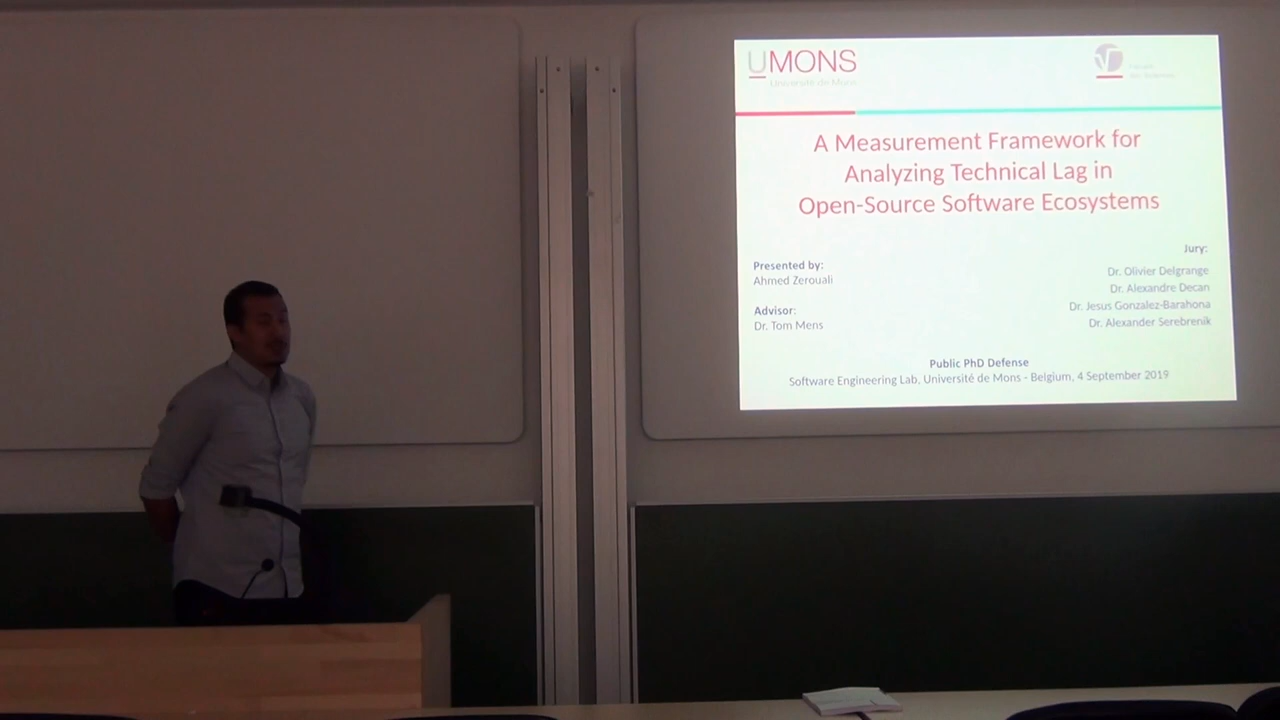 UMONS
Université de Mons
A Measurement Framework for
Analyzing Technical Lag in
Open-Source Software Ecosystems
Presented by:
Ahmed Zerouali
Advisor:
Dr. Tom Mens
Jury:
Dr. Olivier Delgrange
Dr. Alexandre Decan
Dr. Jesus Gonzalez-Barahona
Dr. Alexander Serebrenik
Public PhD Defense
Software Engineering Lab, Université de Mons - Belgium, 4 September 2019